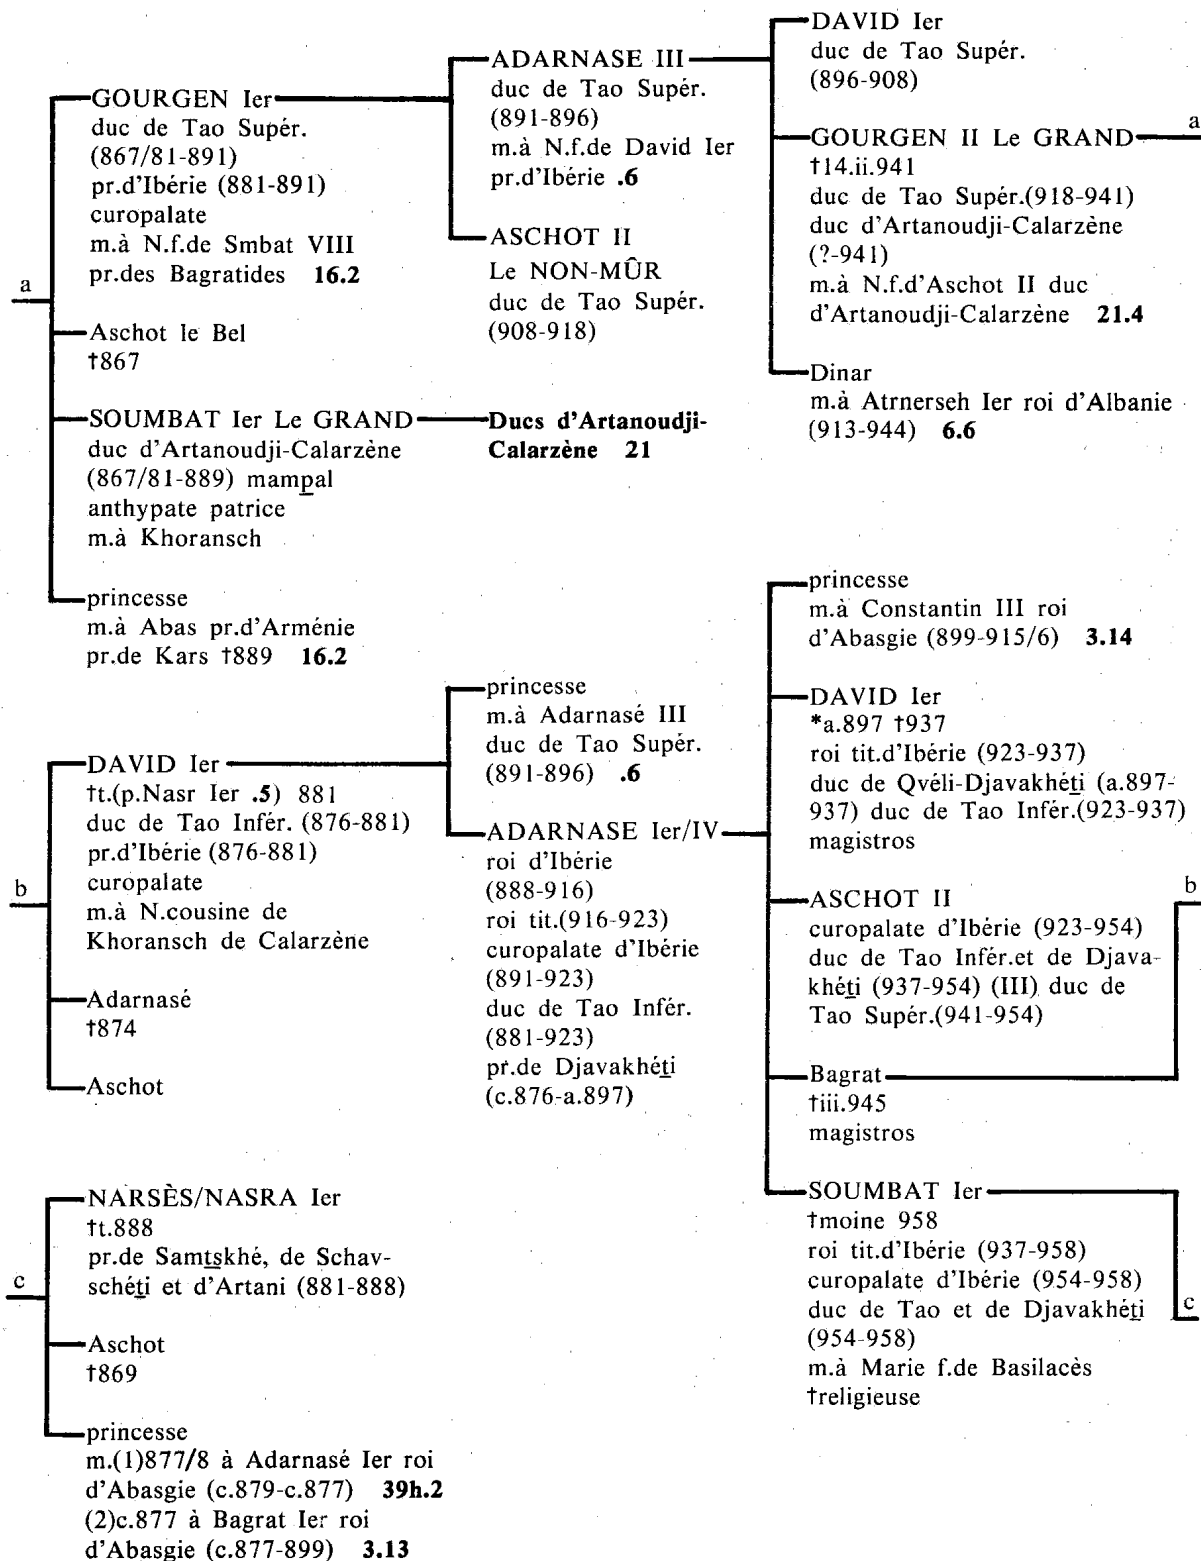 a
GOURGEN Ier
duc de Tao Supér.
(867/81-891)
pr.d'Ibérie (881-891)
curopalate
m.à N.f.de Smbat VIII
pr.des Bagratides 16.2
Aschot le Bel
†867
SOUMBAT Ier Le GRAND
duc d'Artanoudji-Calarzène
(867/81-889) mampal
anthypate patrice
m.à Khoransch
princesse
m.à Abas pr.d'Arménie
pr.de Kars †889 16.2
ADARNASE III
duc de Tao Supér.
(891-896)
m.à N.f.de David Ier
pr.d'Ibérie .6
ASCHOT II
Le NON-MÛR
duc de Tao Supér.
(908-918)
Ducs d'Artanoudji-
Calarzène 21
DAVID Ier
duc de Tao Supér.
(896-908)
GOURGEN II Le GRAND
a
†14.ii.941
duc de Tao Supér.(918-941)
duc d'Artanoudji-Calarzène
(?-941)
m.à N.f.d'Aschot II duc
d'Artanoudji-Calarzène 21.4
Dinar
m.à Atrnerseh Ier roi d'Albanie
(913-944) 6.6
b
DAVID Ier
†t.(p.Nasr Ier .5) 881
duc de Tao Infér. (876-881)
pr.d'Ibérie (876-881)
curopalate
m.à N.cousine de
Khoransch de Calarzène
Adarnasé
†874
Aschot
princesse
m.à Adarnasé III
duc de Tao Supér.
(891-896) .6
ADARNASE Ier/IV
roi d'Ibérie
(888-916)
roi tit.(916-923)
curopalate d'Ibérie
(891-923)
duc de Tao Infér.
(881-923)
pr.de Djavakhéti
(c.876-a.897)
princesse
m.à Constantin III roi
d'Abasgie (899-915/6) 3.14
DAVID Ier
*a.897 †937
roi tit.d'Ibérie (923-937)
duc de Qvéli-Djavakhéti (a.897-
937) duc de Tao Infér.(923-937)
magistros
ASCHOT II
curopalate d'Ibérie (923-954)
duc de Tao Infér.et de Djava-
khéti (937-954) (III) duc de
Tao Supér.(941-954)
Bagrat
b
†iii.945
magistros
SOUMBAT Ier
†moine 958
roi tit.d'Ibérie (937-958)
curopalate d'Ibérie (954-958)
duc de Tao et de Djavakhéti
c
(954-958)
m.à Marie f.de Basilacès
†religieuse
c
NARSÈS/NASRA Ier
†t.888
pr.de Samtskhé, de Schav-
schéti et d'Artani (881-888)
Aschot
†869
princesse
m.(1)877/8 à Adarnasé Ier roi
d'Abasgie (c.879-c.877) 39h.2
(2)c.877 à Bagrat Ier roi
d'Abasgie (c.877-899) 3.13